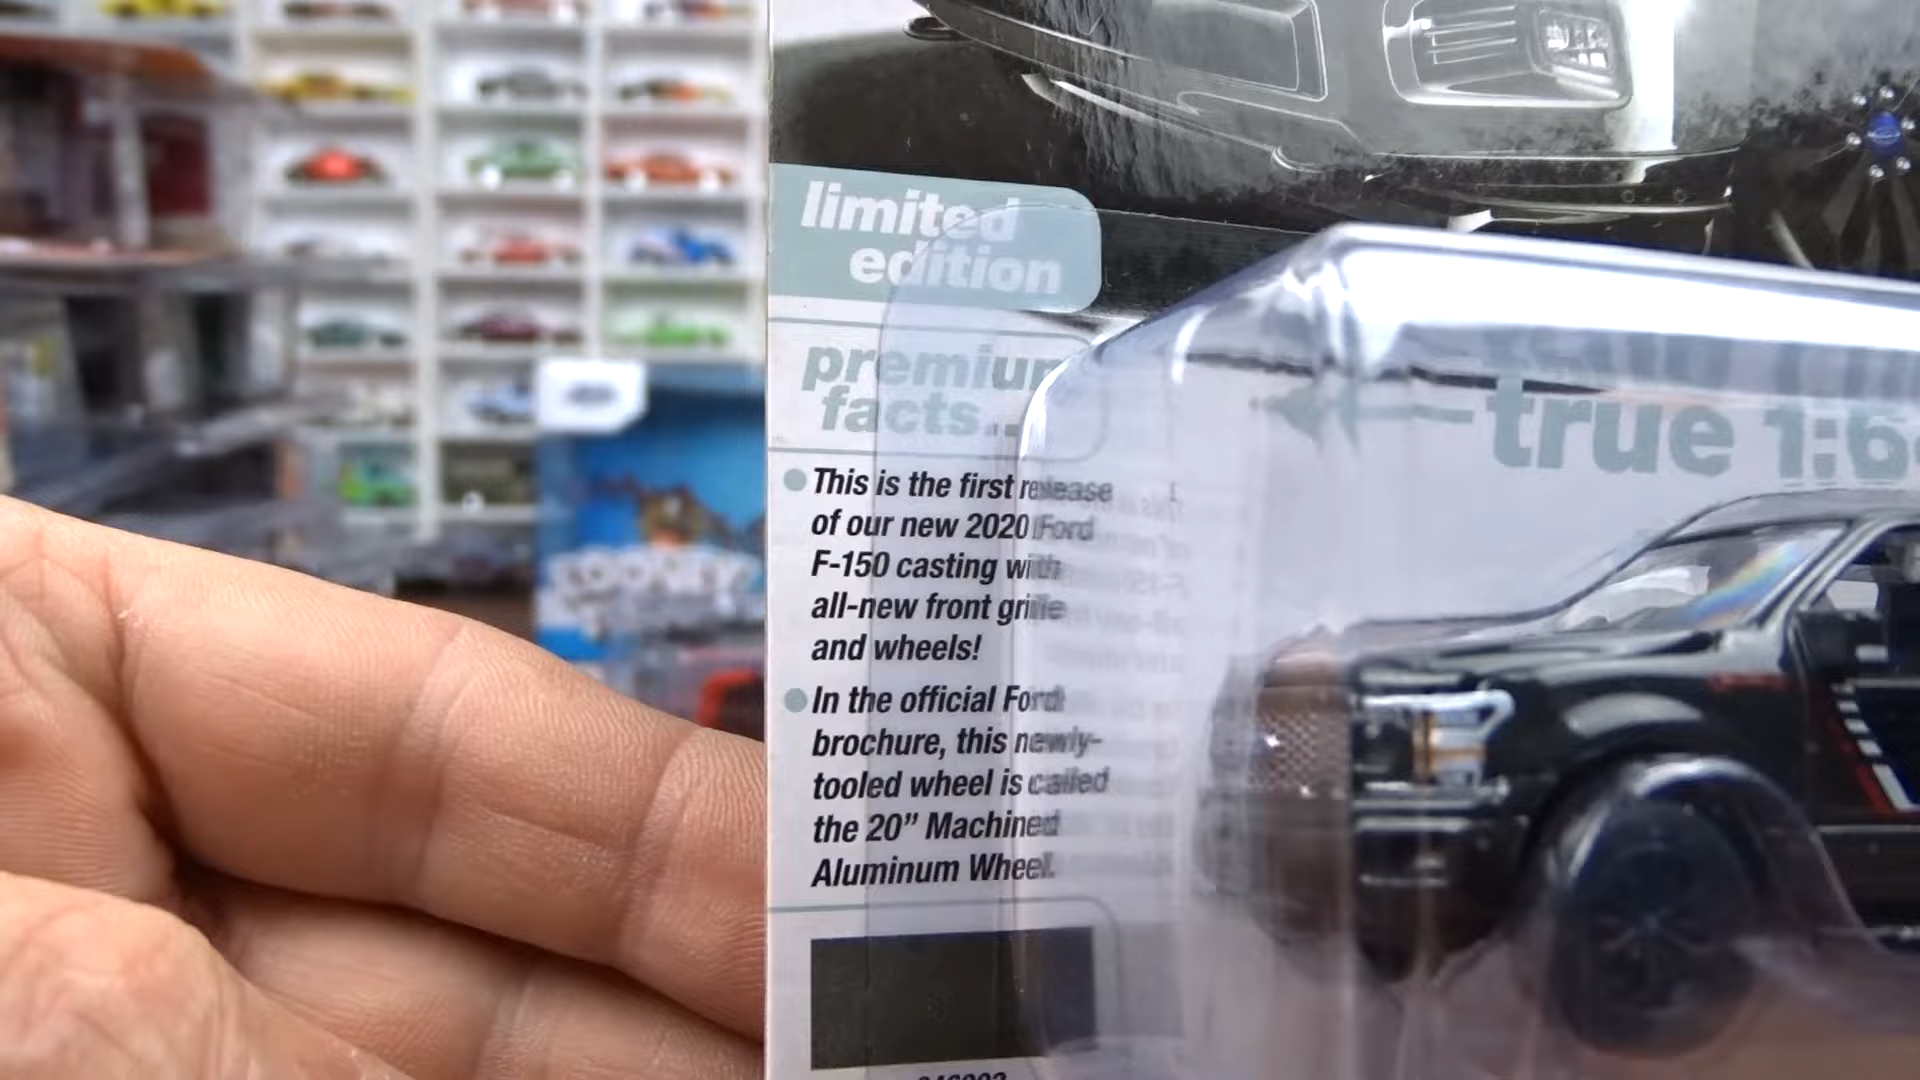 limited
edition
premium
facts...
true 1:6
This is the first release
of our new 2020 Ford
F-150 casting with
all-new front grille
and wheels!
In the official Ford
brochure, this newly-
tooled wheel is called
the 20” Machined
Aluminum Wheel.